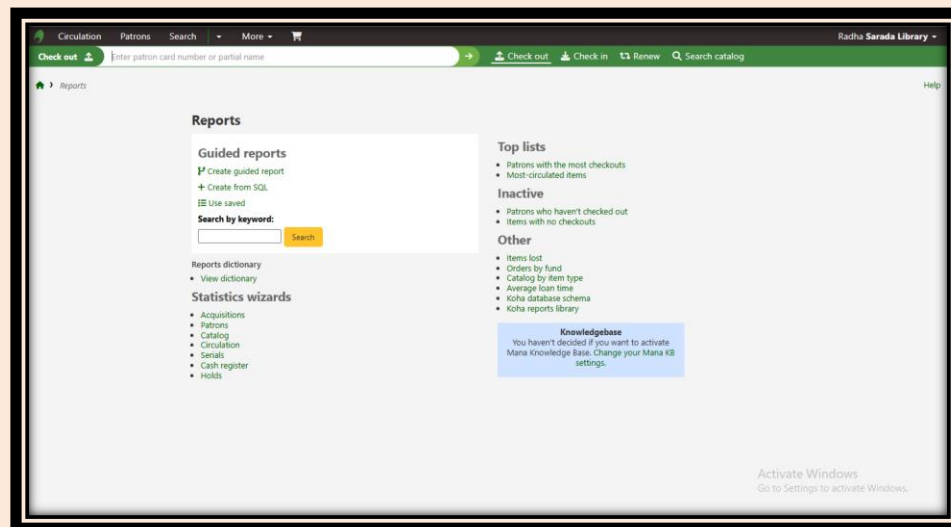 Circulation Patrons Search More Radha Sarada Library
Check out Enter patron card number or partial name Check out Check in Renew Search catalog
Reports Help
Reports
Guided reports
Create guided report
+ Create from SQL
Use saved
Search by keyword:
Search
Reports dictionary
• View dictionary
Statistics wizards
• Acquisitions
• Patrons
• Catalog
• Circulation
• Serials
• Cash register
• Holds
Top lists
• Patrons with the most checkouts
• Most-circulated items
Inactive
• Patrons who haven't checked out
• Items with no checkouts
Other
• Items lost
• Orders by fund
• Catalog by item type
• Average loan time
• Koha database schema
• Koha reports library
Knowledgebase
You haven't decided if you want to activate
Mana Knowledge Base. Change your Mana KB
settings.
Activate Windows
Go to Settings to activate Windows.